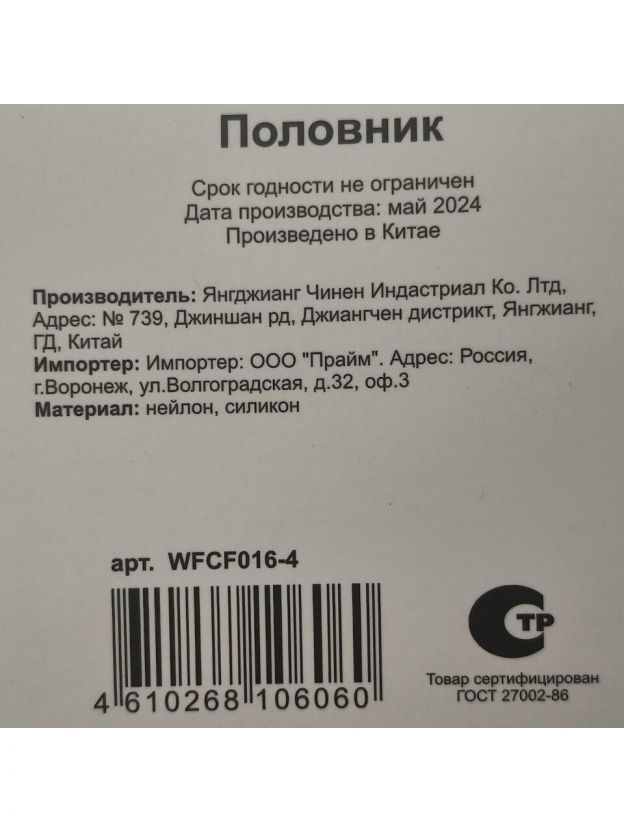 Половник
Срок годности не ограничен
Дата производства: май 2024
Произведено в Китае
Производитель: Янгджианг Чинен Индастриал Ко. Лтд,
Адрес: № 739, Джиншан рд, Джиангчен дистрикт, Янгжианг,
ГД, Китай
Импортер: Импортер: ООО "Прайм". Адрес: Россия,
г.Воронеж, ул.Волгоградская, д.32, оф.3
Материал: нейлон, силикон
арт. WFCF016-4
4 610268 106060
СТР
Товар сертифицирован
ГОСТ 27002-86